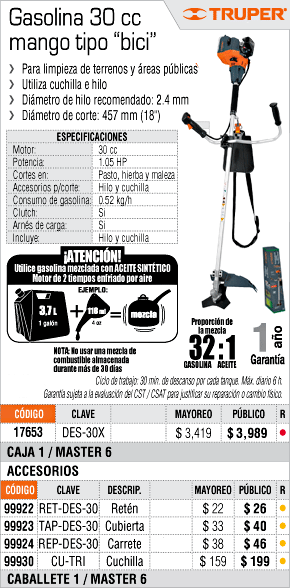 Gasolina 30 cc
mango tipo “bici”
TRUPER®
❯ Para limpieza de terrenos y áreas públicas
❯ Utiliza cuchilla e hilo
❯ Diámetro de hilo recomendado: 2.4 mm
❯ Diámetro de corte: 457 mm (18")
ESPECIFICACIONES
Motor: 30 cc
Potencia: 1.05 HP
Cortes en: Pasto, hierba y maleza
Accesorios p/corte: Hilo y cuchilla
Consumo de gasolina: 0.52 kg/h
Clutch: Si
Arnés de carga: Si
Incluye: Hilo y cuchilla
¡ATENCIÓN!
Utilice gasolina mezclada con ACEITE SINTÉTICO
Motor de 2 tiempos enfriado por aire
EJEMPLO:
3,7 L
1 galón
+
118 ml
4 oz
=
mezcla
NOTA: No usar una mezcla de
combustible almacenada
durante más de 30 días
Proporción de
la mezcla
32:1
GASOLINA ACEITE
1 año
Garantía
TRUPER
Ciclo de trabajo: 30 min. de descanso por cada tanque. Máx. diario 6 h.
Garantía sujeta a la evaluación del CST / CSAT para justificar su reparación o cambio físico.
CÓDIGO CLAVE MAYOREO PÚBLICO R
17653 DES-30X $ 3,419 $ 3,989
CAJA 1 / MASTER 6
ACCESORIOS
CÓDIGO CLAVE DESCRIP. MAYOREO PÚBLICO R
99922 RET-DES-30 Retén $ 22 $ 26
99923 TAP-DES-30 Cubierta $ 33 $ 40
99924 REP-DES-30 Carrete $ 38 $ 46
99930 CU-TRI Cuchilla $ 159 $ 199
CABALLETE 1 / MASTER 6